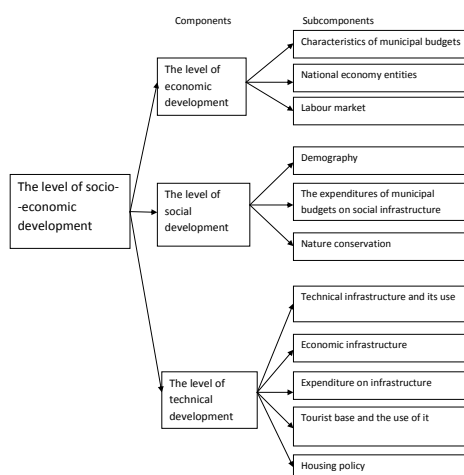 Components
Subcomponents
The level of socio-
-economic
development
The level of
economic
development
Characteristics of municipal budgets
National economy entities
Labour market
The level of
social
development
Demography
The expenditures of municipal
budgets on social infrastructure
Nature conservation
The level of
technical
development
Technical infrastructure and its use
Economic infrastructure
Expenditure on infrastructure
Tourist base and the use of it
Housing policy